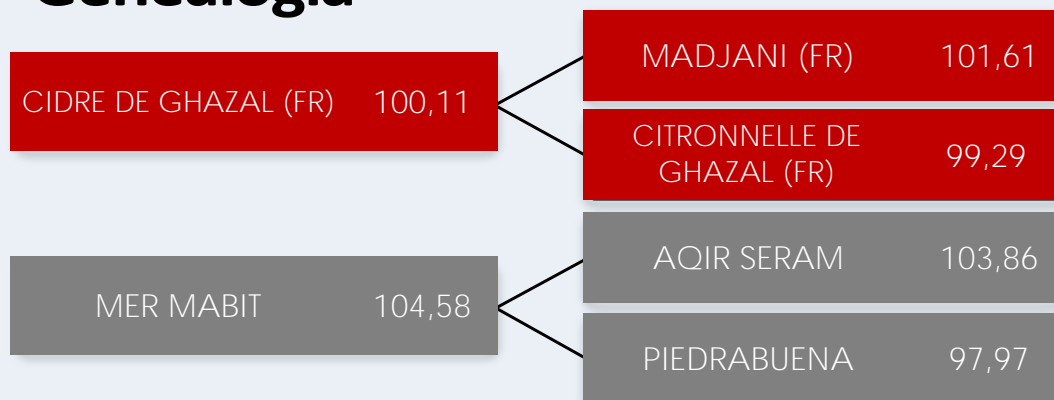 Genealogía
MADJANI (FR) 101,61
CIDRE DE GHAZAL (FR) 100,11
CITRONNELLE DE
GHAZAL (FR) 99,29
AQIR SERAM 103,86
MER MABIT 104,58
PIEDRABUENA 97,97